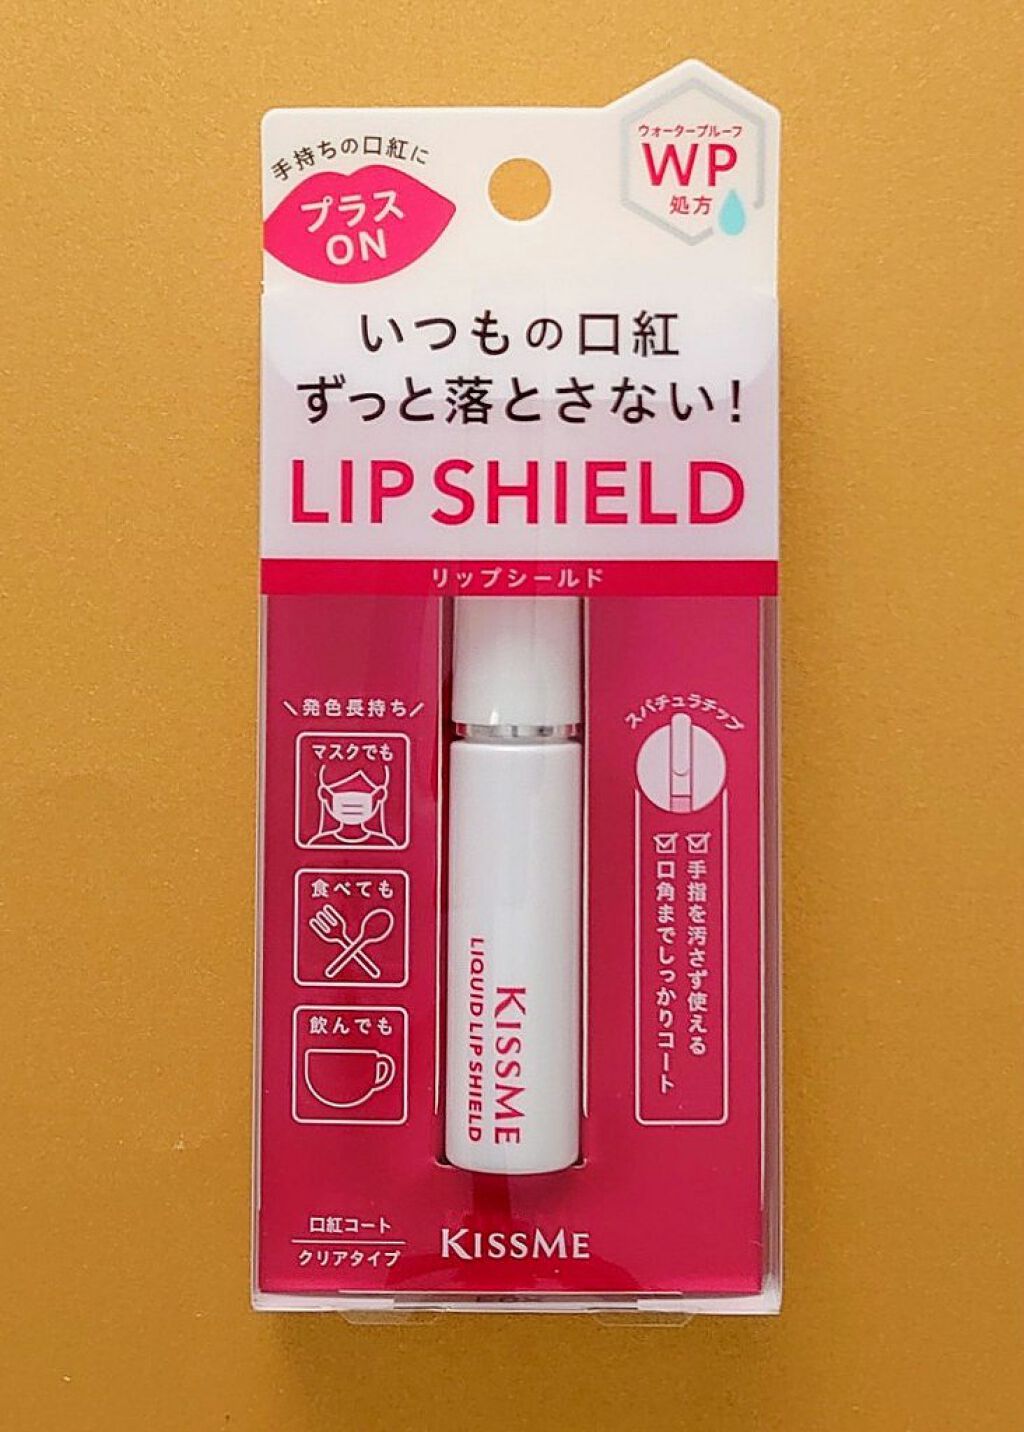 手持ちの口紅に
プラス
ON
ウォータープルーフ
WP
処方
いつもの口紅
ずっと落とさない!
LIP SHIELD
リップシールド
発色長持ち
マスクでも
食べても
飲んでも
スパチュラチップ
手指を汚さず使える
口角までしっかりコート
KISSME
LIQUID LIP SHIELD
口紅コート
クリアタイプ
KISSME